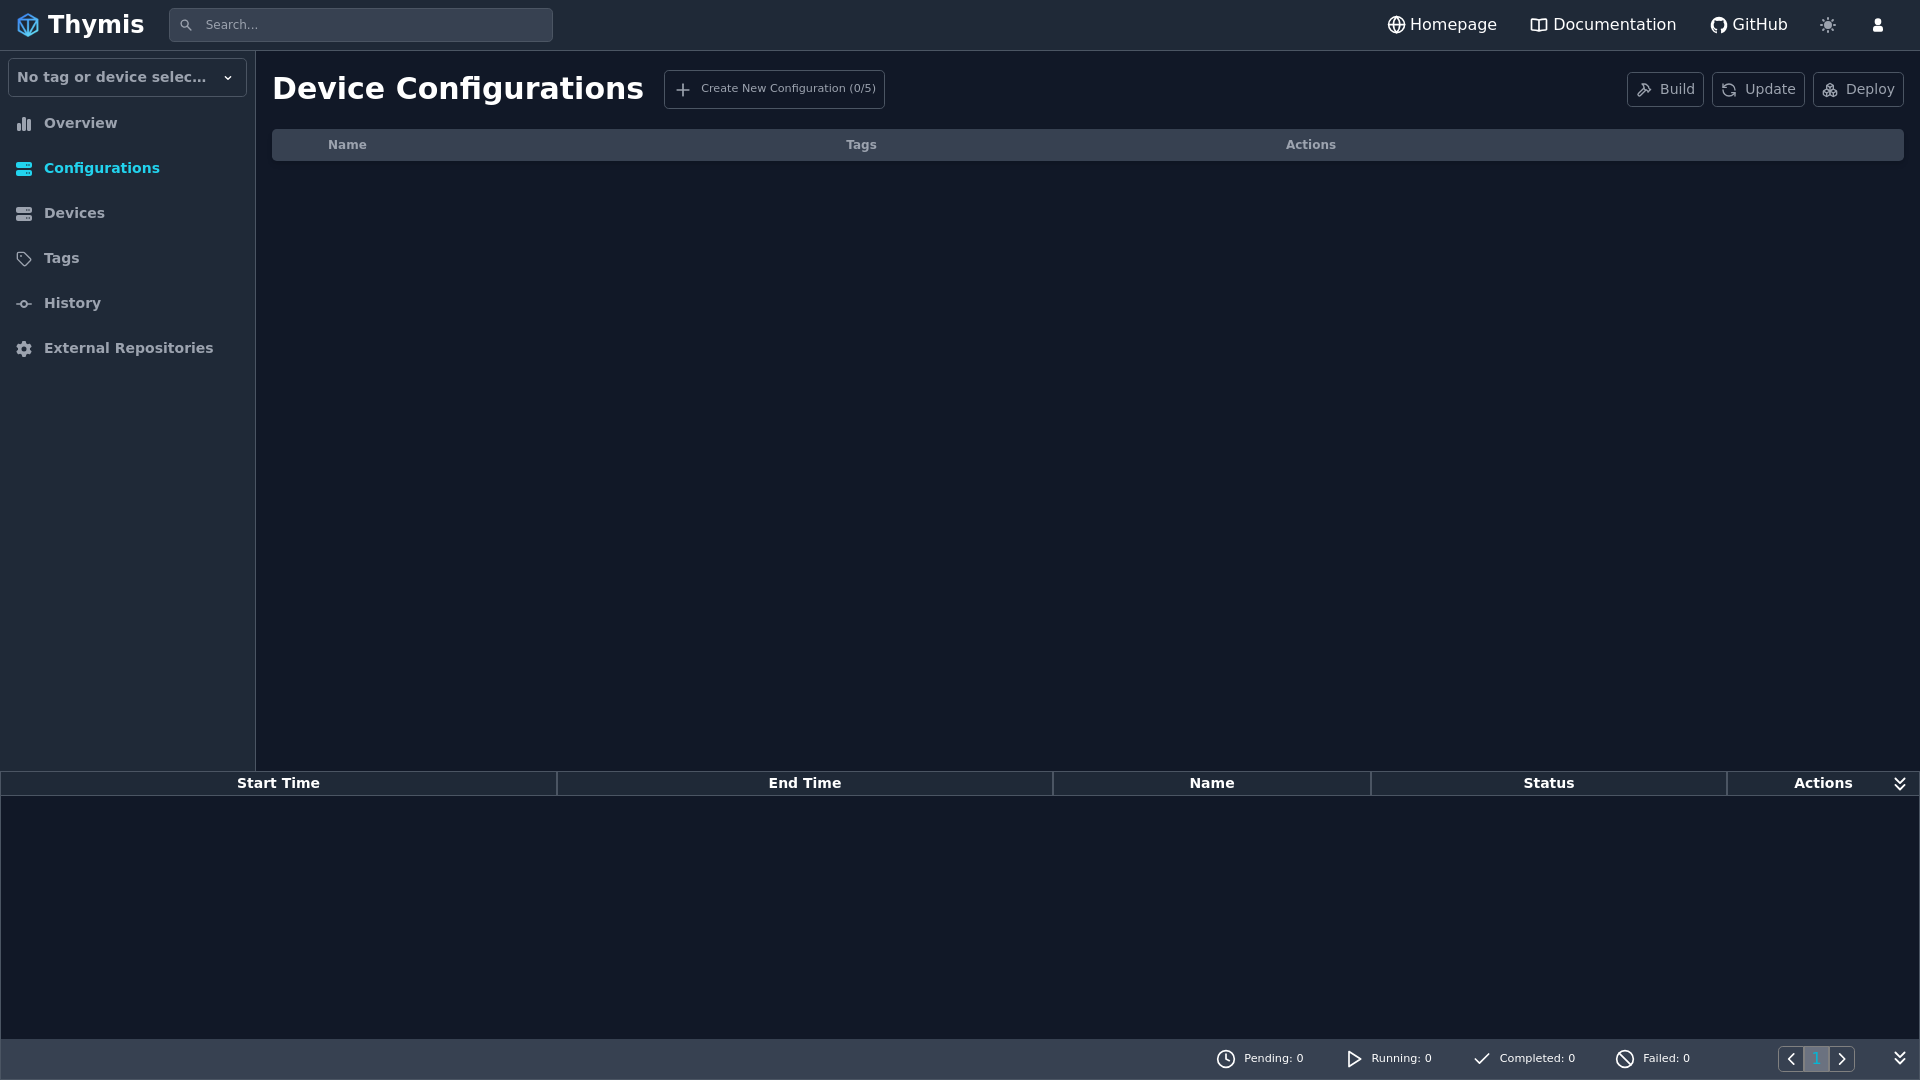 Thymis
Search...
Homepage
Documentation
GitHub
No tag or device selec...
Overview
Configurations
Devices
Tags
History
External Repositories
Device Configurations
Create New Configuration (0/5)
Build
Update
Deploy
Name Tags Actions
Start Time End Time Name Status Actions
Pending: 0 Running: 0 Completed: 0 Failed: 0
1